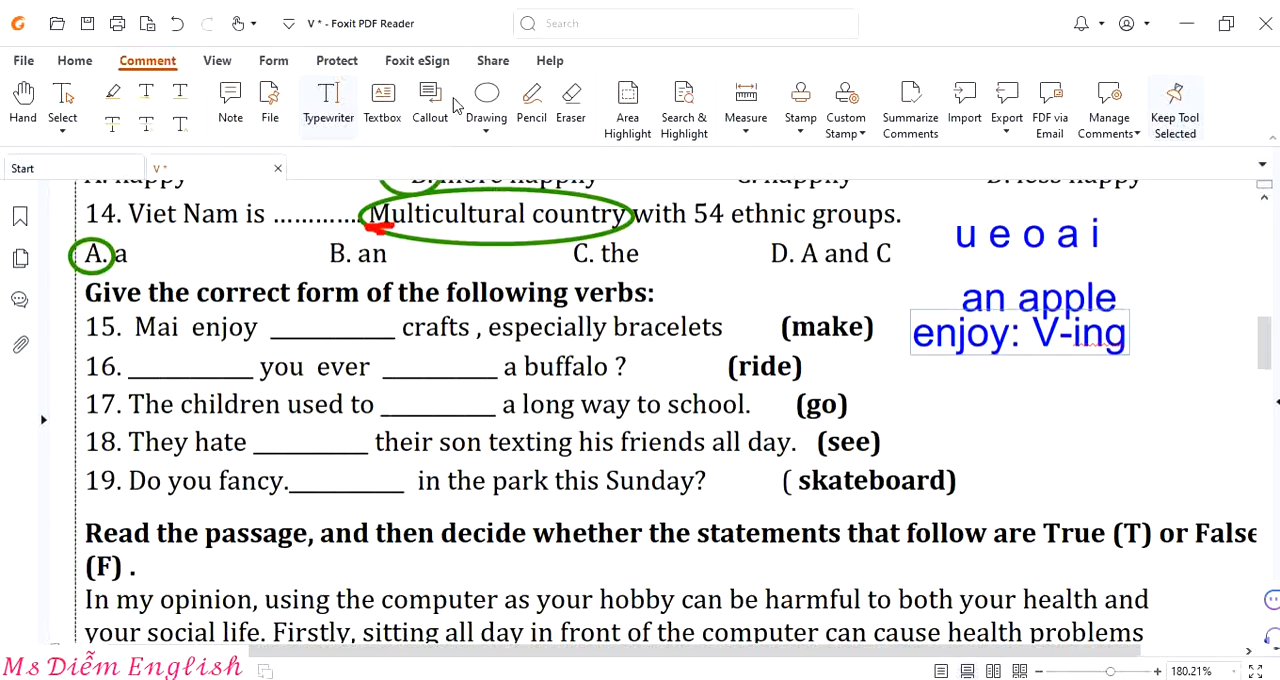 V * - Foxit PDF Reader
Search
File Home Comment View Form Protect Foxit eSign Share Help
Hand Select Note File Typewriter Textbox Callout Drawing Pencil Eraser Area Highlight Search & Highlight Measure Stamp Custom Stamp Summarize Comments Import Export PDF via Email Manage Comments Keep Tool Selected
Start V *
14. Viet Nam is ............. Multicultural country with 54 ethnic groups.
u e o a i
A. a B. an C. the D. A and C
Give the correct form of the following verbs:
an apple
15. Mai enjoy _________ crafts , especially bracelets (make)
enjoy: V-ing
16. _________ you ever ________ a buffalo ? (ride)
17. The children used to ________ a long way to school. (go)
18. They hate ________ their son texting his friends all day. (see)
19. Do you fancy.________ in the park this Sunday? ( skateboard)
Read the passage, and then decide whether the statements that follow are True (T) or False
(F) .
In my opinion, using the computer as your hobby can be harmful to both your health and
your social life. Firstly, sitting all day in front of the computer can cause health problems
Ms Diễm English
180.21%